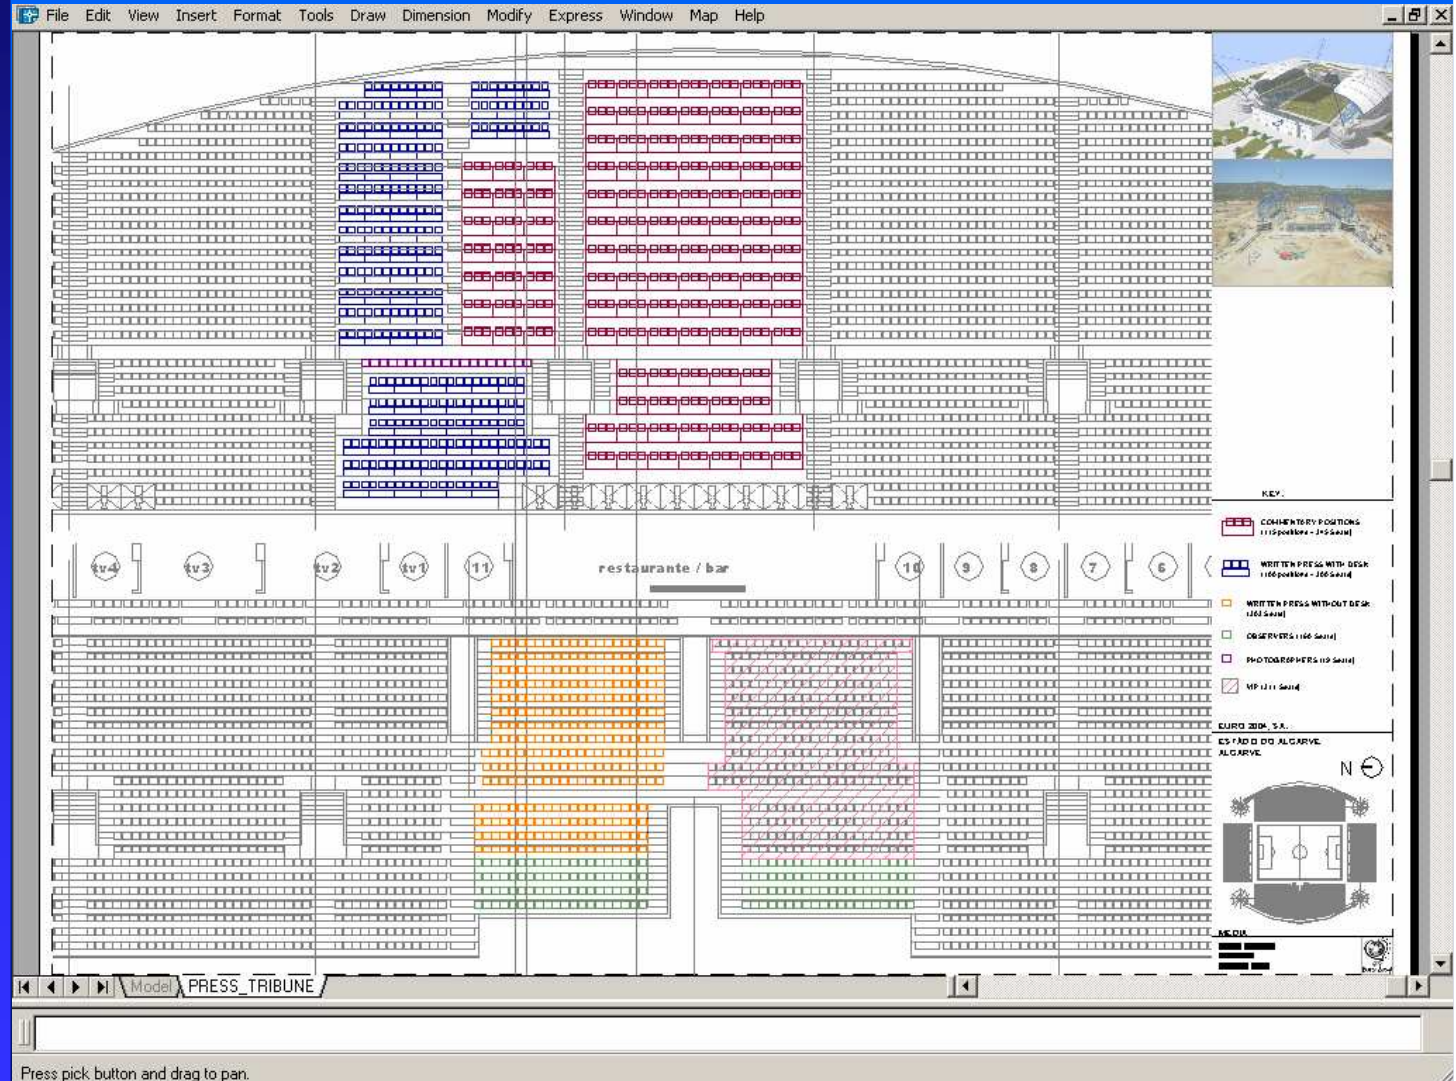 File Edit View Insert Format Tools Draw Dimension Modify Express Window Map Help
KEY:
COMMENTARY POSITIONS
WRITTEN PRESS WITH DESK
tv4 tv3 tv2 tv1 11 restaurante / bar 10 9 8 7 6
WRITTEN PRESS WITHOUT DESK
OBSERVERS
PHOTOGRAPHERS
VIP
EURO 2004, S.A.
ESTÁDIO DO ALGARVE
ALGARVE
N
MEDIA
Model PRESS_TRIBUNE
Press pick button and drag to pan.